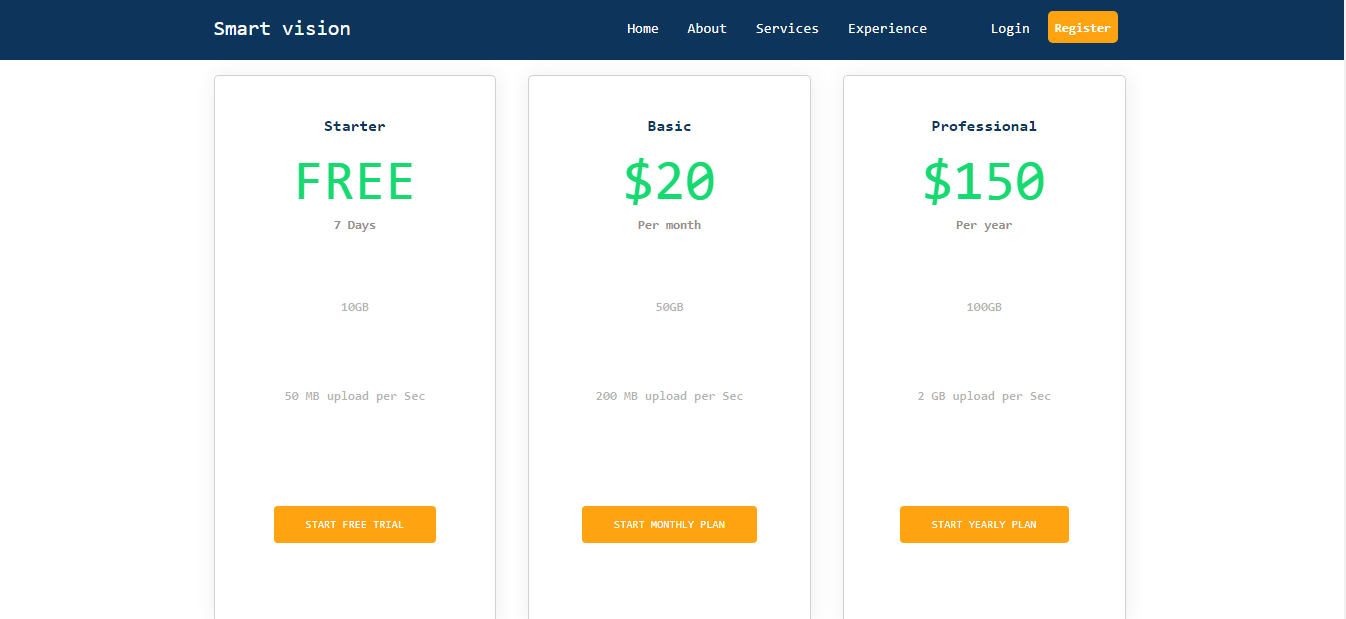 Smart vision
Home About Services Experience Login Register
Starter
FREE
7 Days
10GB
50 MB upload per Sec
START FREE TRIAL
Basic
$20
Per month
50GB
200 MB upload per Sec
START MONTHLY PLAN
Professional
$150
Per year
100GB
2 GB upload per Sec
START YEARLY PLAN